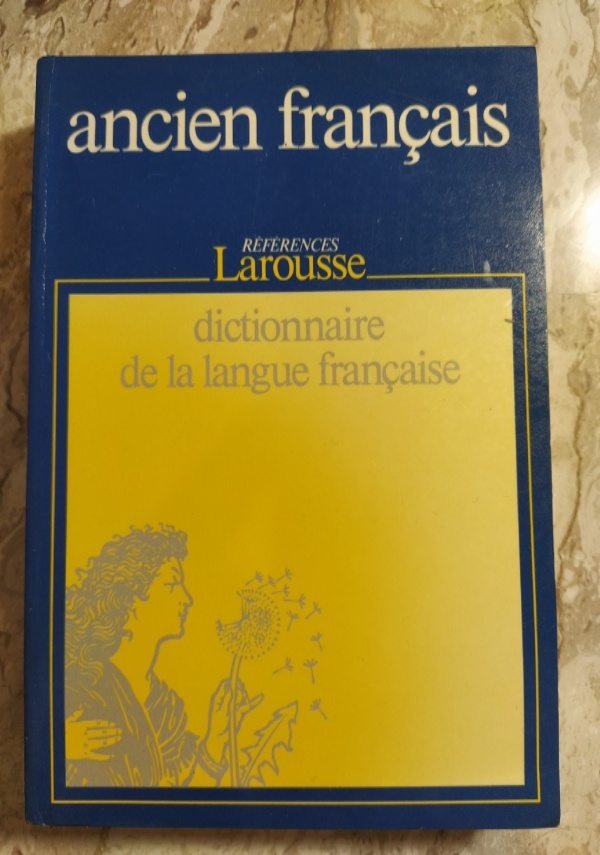 ancien français
RÉFÉRENCES
Larousse
dictionnaire
de la langue française